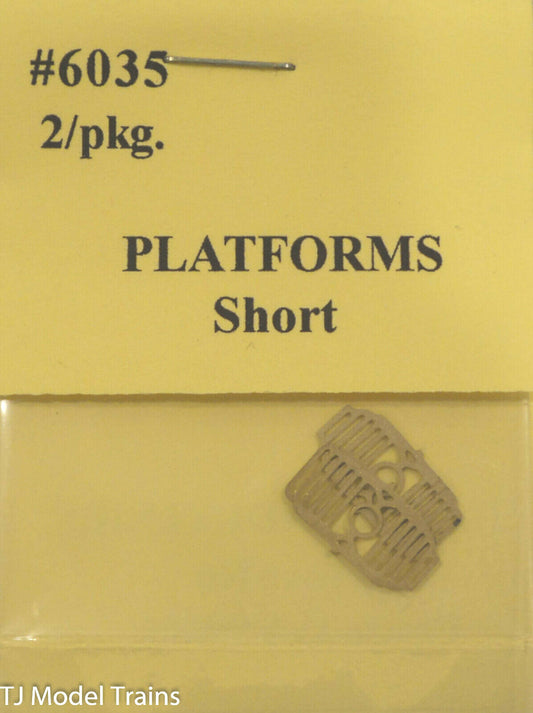 #6035
2/pkg.
PLATFORMS
Short
TJ Model Trains